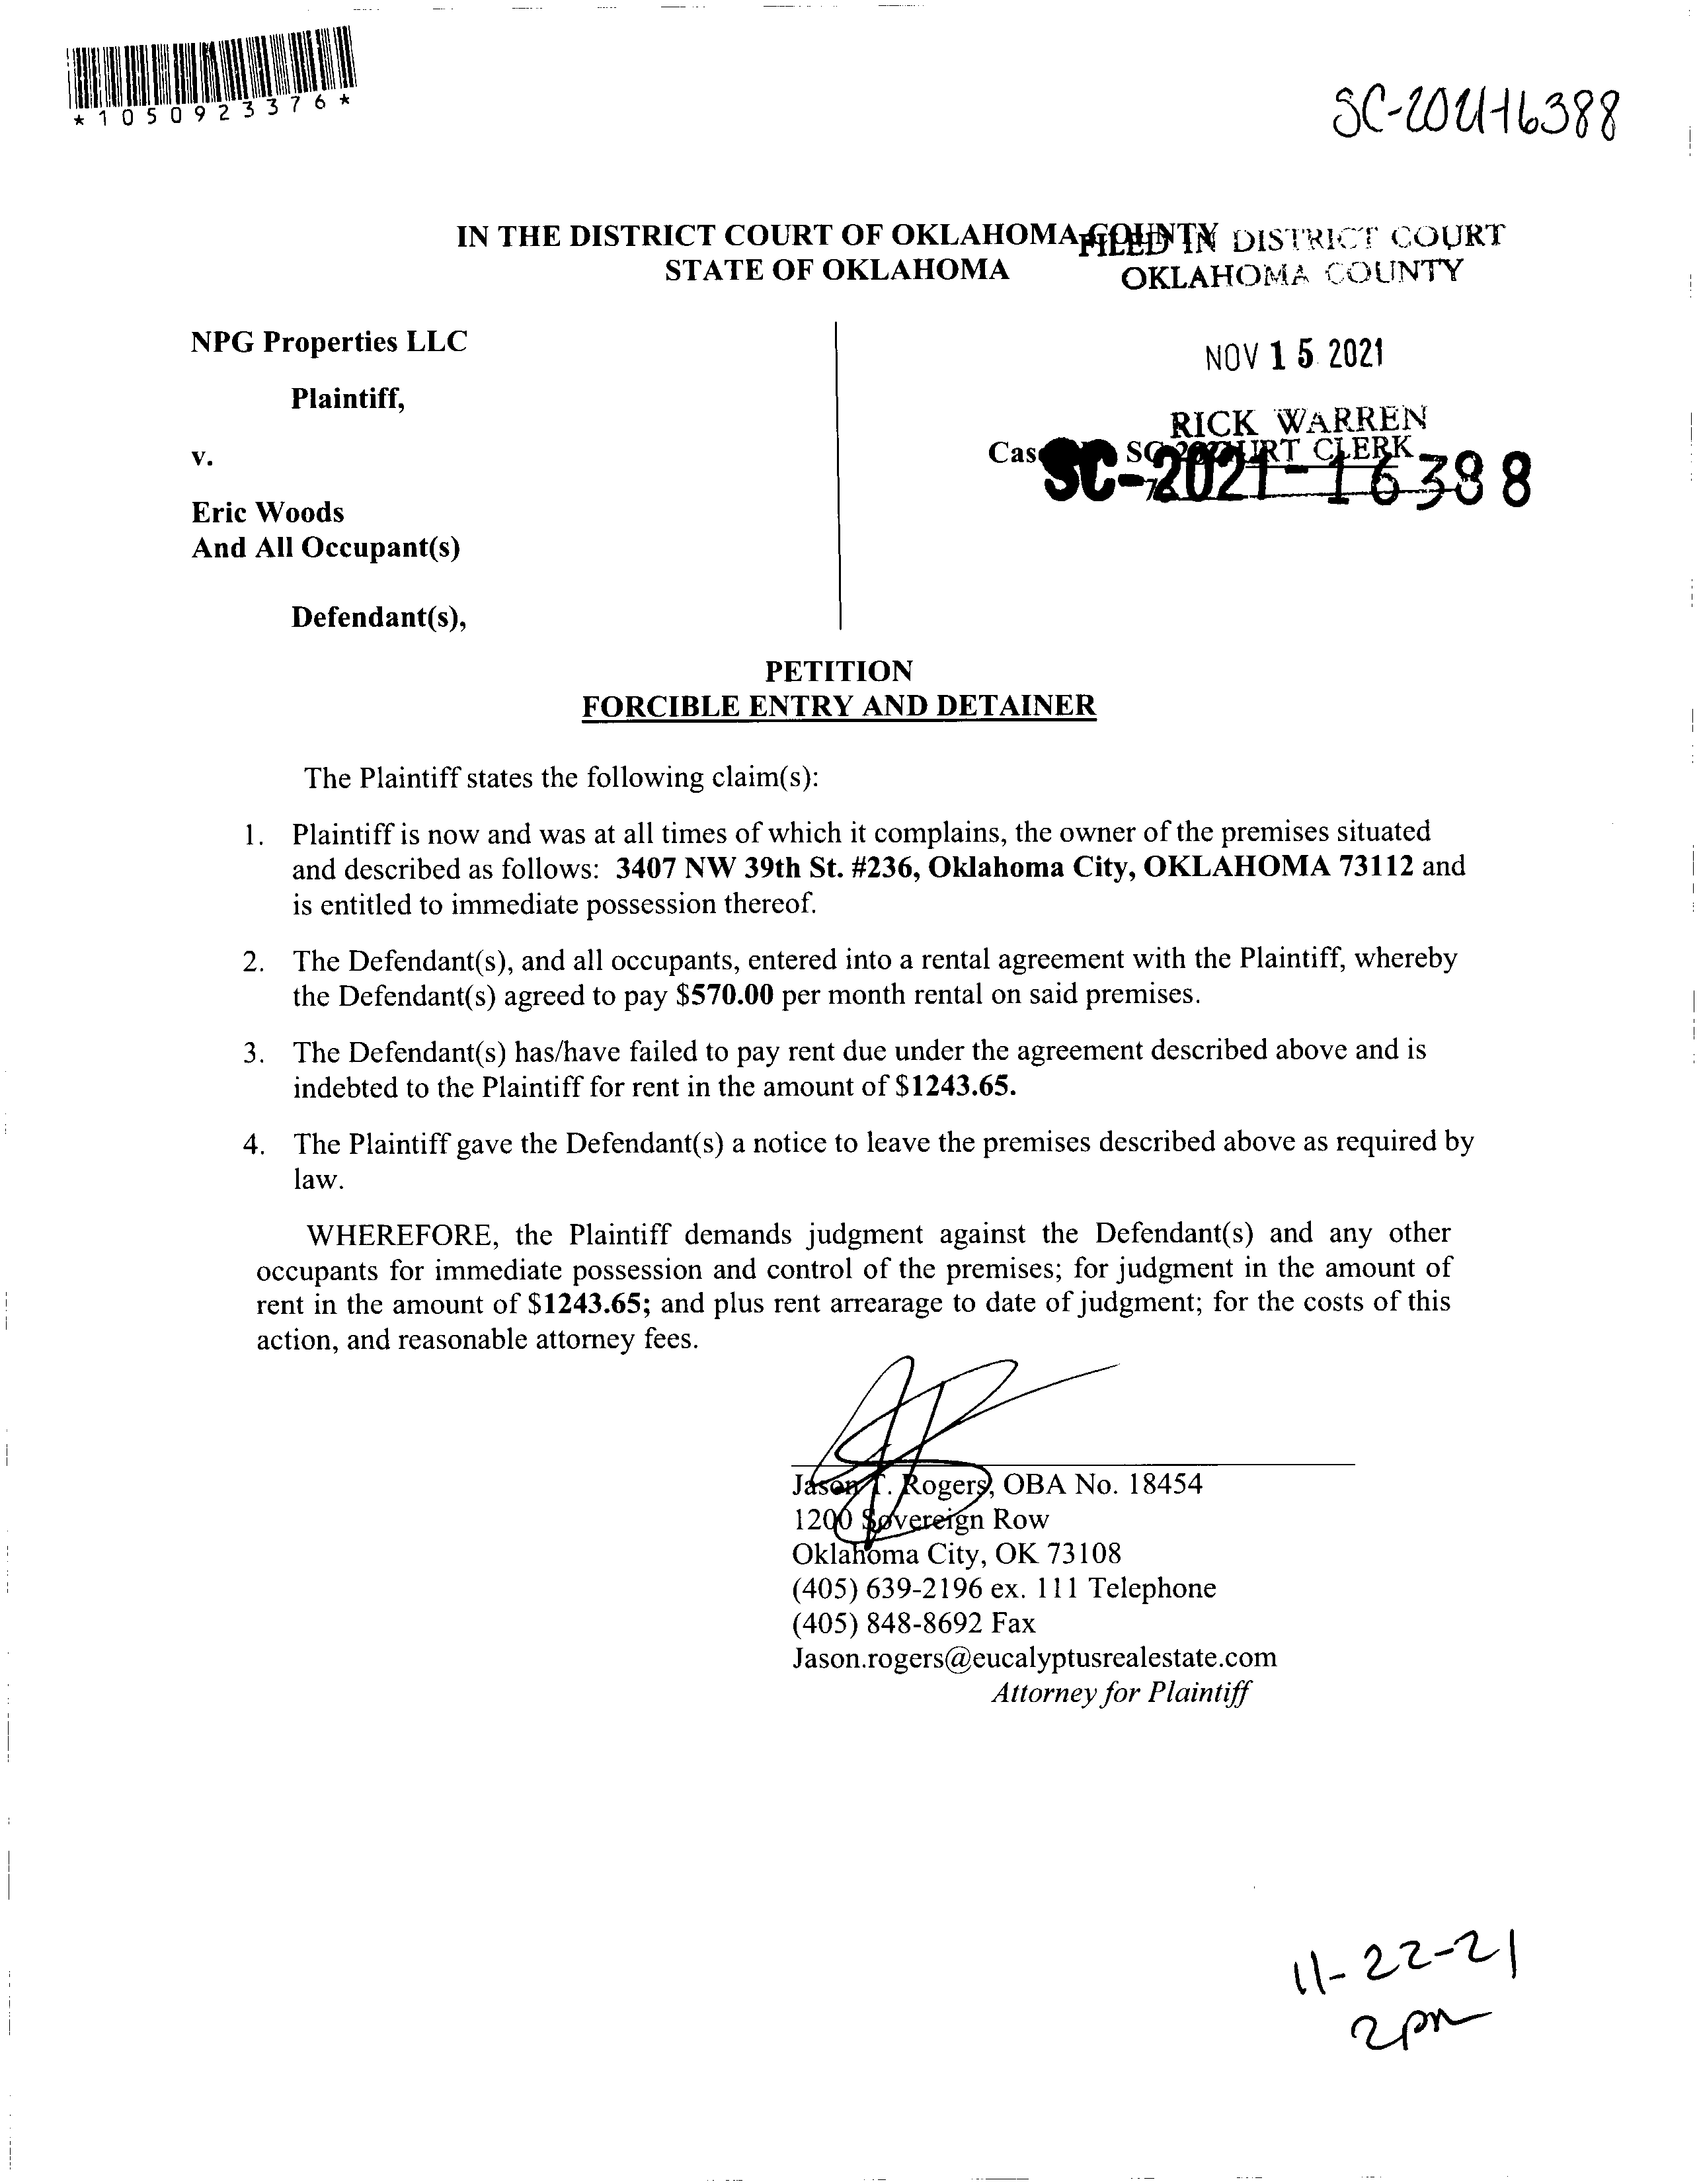 *1050923376*
SC-2021-16388
IN THE DISTRICT COURT OF OKLAHOMA COUNTY
STATE OF OKLAHOMA
FILED IN DISTRICT COURT
OKLAHOMA COUNTY
NPG Properties LLC
NOV 15 2021
Plaintiff,
RICK WARREN
COURT CLERK
v.
SC-2021-16388
Eric Woods
And All Occupant(s)
Defendant(s),
PETITION
FORCIBLE ENTRY AND DETAINER
The Plaintiff states the following claim(s):
1. Plaintiff is now and was at all times of which it complains, the owner of the premises situated
and described as follows: 3407 NW 39th St. #236, Oklahoma City, OKLAHOMA 73112 and
is entitled to immediate possession thereof.
2. The Defendant(s), and all occupants, entered into a rental agreement with the Plaintiff, whereby
the Defendant(s) agreed to pay $570.00 per month rental on said premises.
3. The Defendant(s) has/have failed to pay rent due under the agreement described above and is
indebted to the Plaintiff for rent in the amount of $1243.65.
4. The Plaintiff gave the Defendant(s) a notice to leave the premises described above as required by
law.
WHEREFORE, the Plaintiff demands judgment against the Defendant(s) and any other
occupants for immediate possession and control of the premises; for judgment in the amount of
rent in the amount of $1243.65; and plus rent arrearage to date of judgment; for the costs of this
action, and reasonable attorney fees.
Jason T. Rogers, OBA No. 18454
1200 Sovereign Row
Oklahoma City, OK 73108
(405) 639-2196 ex. 111 Telephone
(405) 848-8692 Fax
Jason.rogers@eucalyptusrealestate.com
Attorney for Plaintiff
11-22-21
2pm